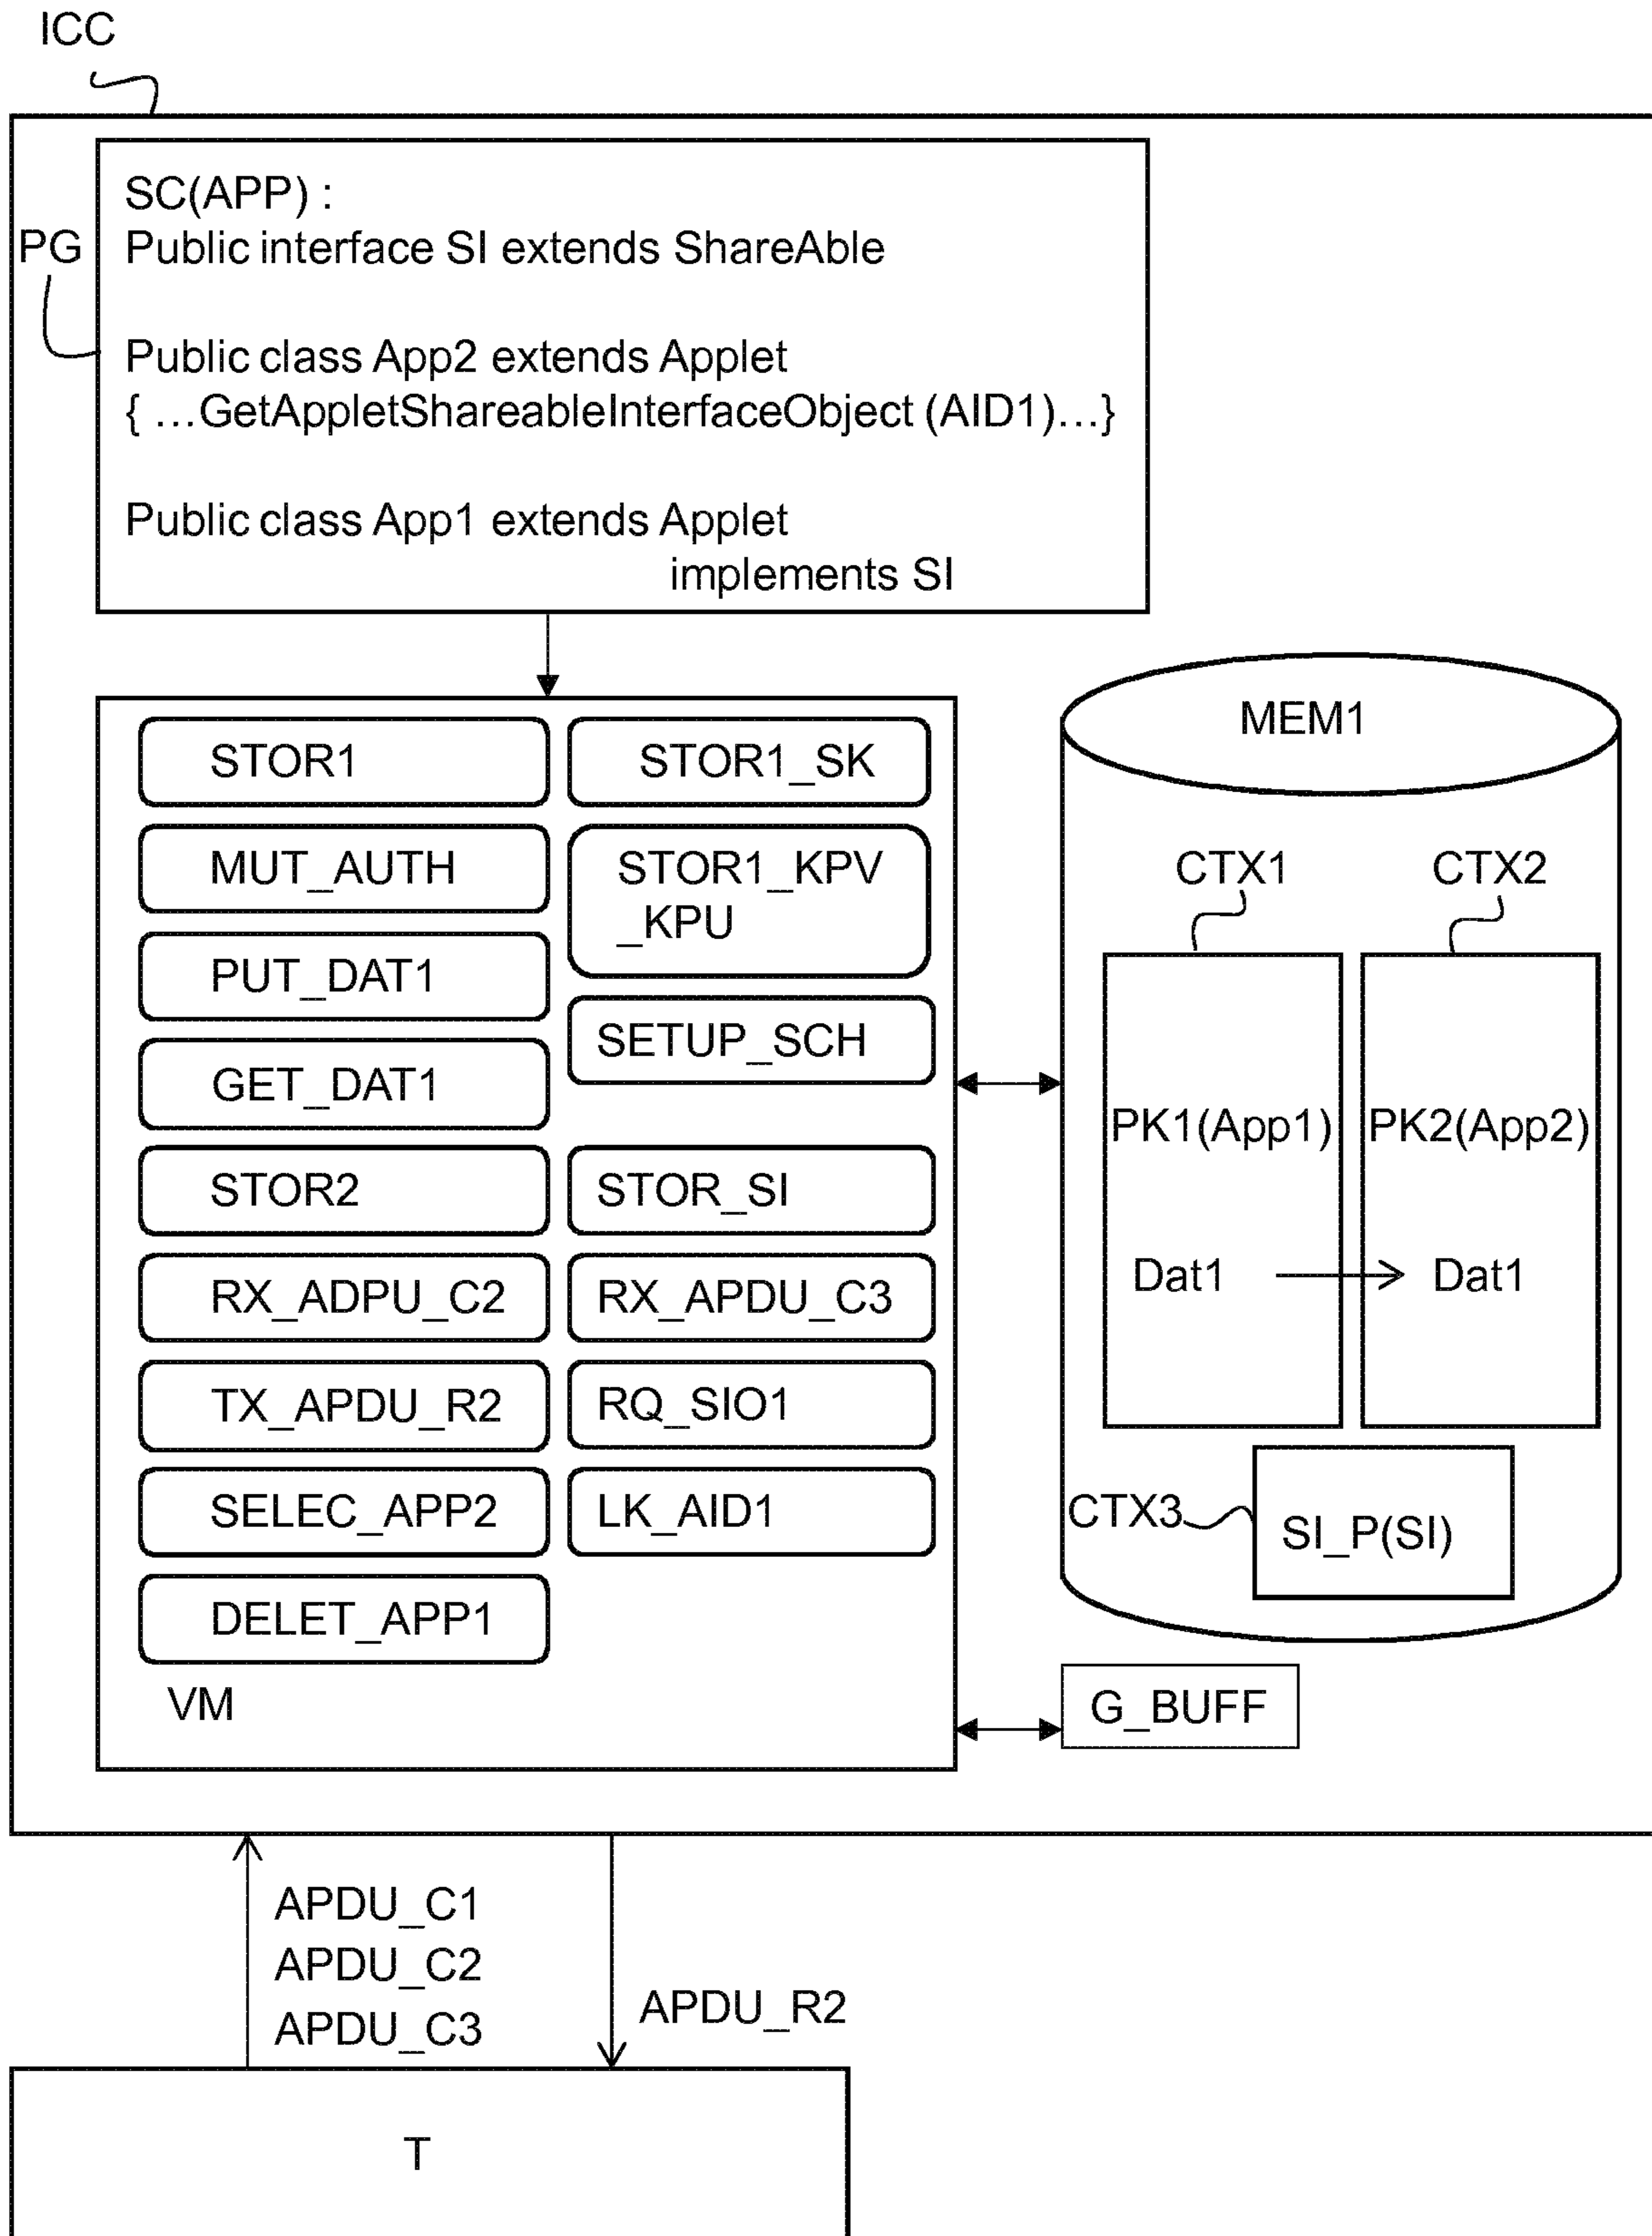 ICC
SC(APP) :
PG
Public interface SI extends ShareAble
Public class App2 extends Applet
{ ...GetAppletShareableInterfaceObject (AID1)...}
Public class App1 extends Applet
implements SI
STOR1
STOR1_SK
MUT_AUTH
STOR1_KPV
_KPU
PUT_DAT1
SETUP_SCH
GET_DAT1
STOR2
STOR_SI
RX_ADPU_C2
RX_APDU_C3
TX_APDU_R2
RQ_SIO1
SELEC_APP2
LK_AID1
DELET_APP1
VM
MEM1
CTX1
CTX2
PK1(App1)
PK2(App2)
Dat1
Dat1
CTX3
SI_P(SI)
G_BUFF
APDU_C1
APDU_C2
APDU_C3
APDU_R2
T